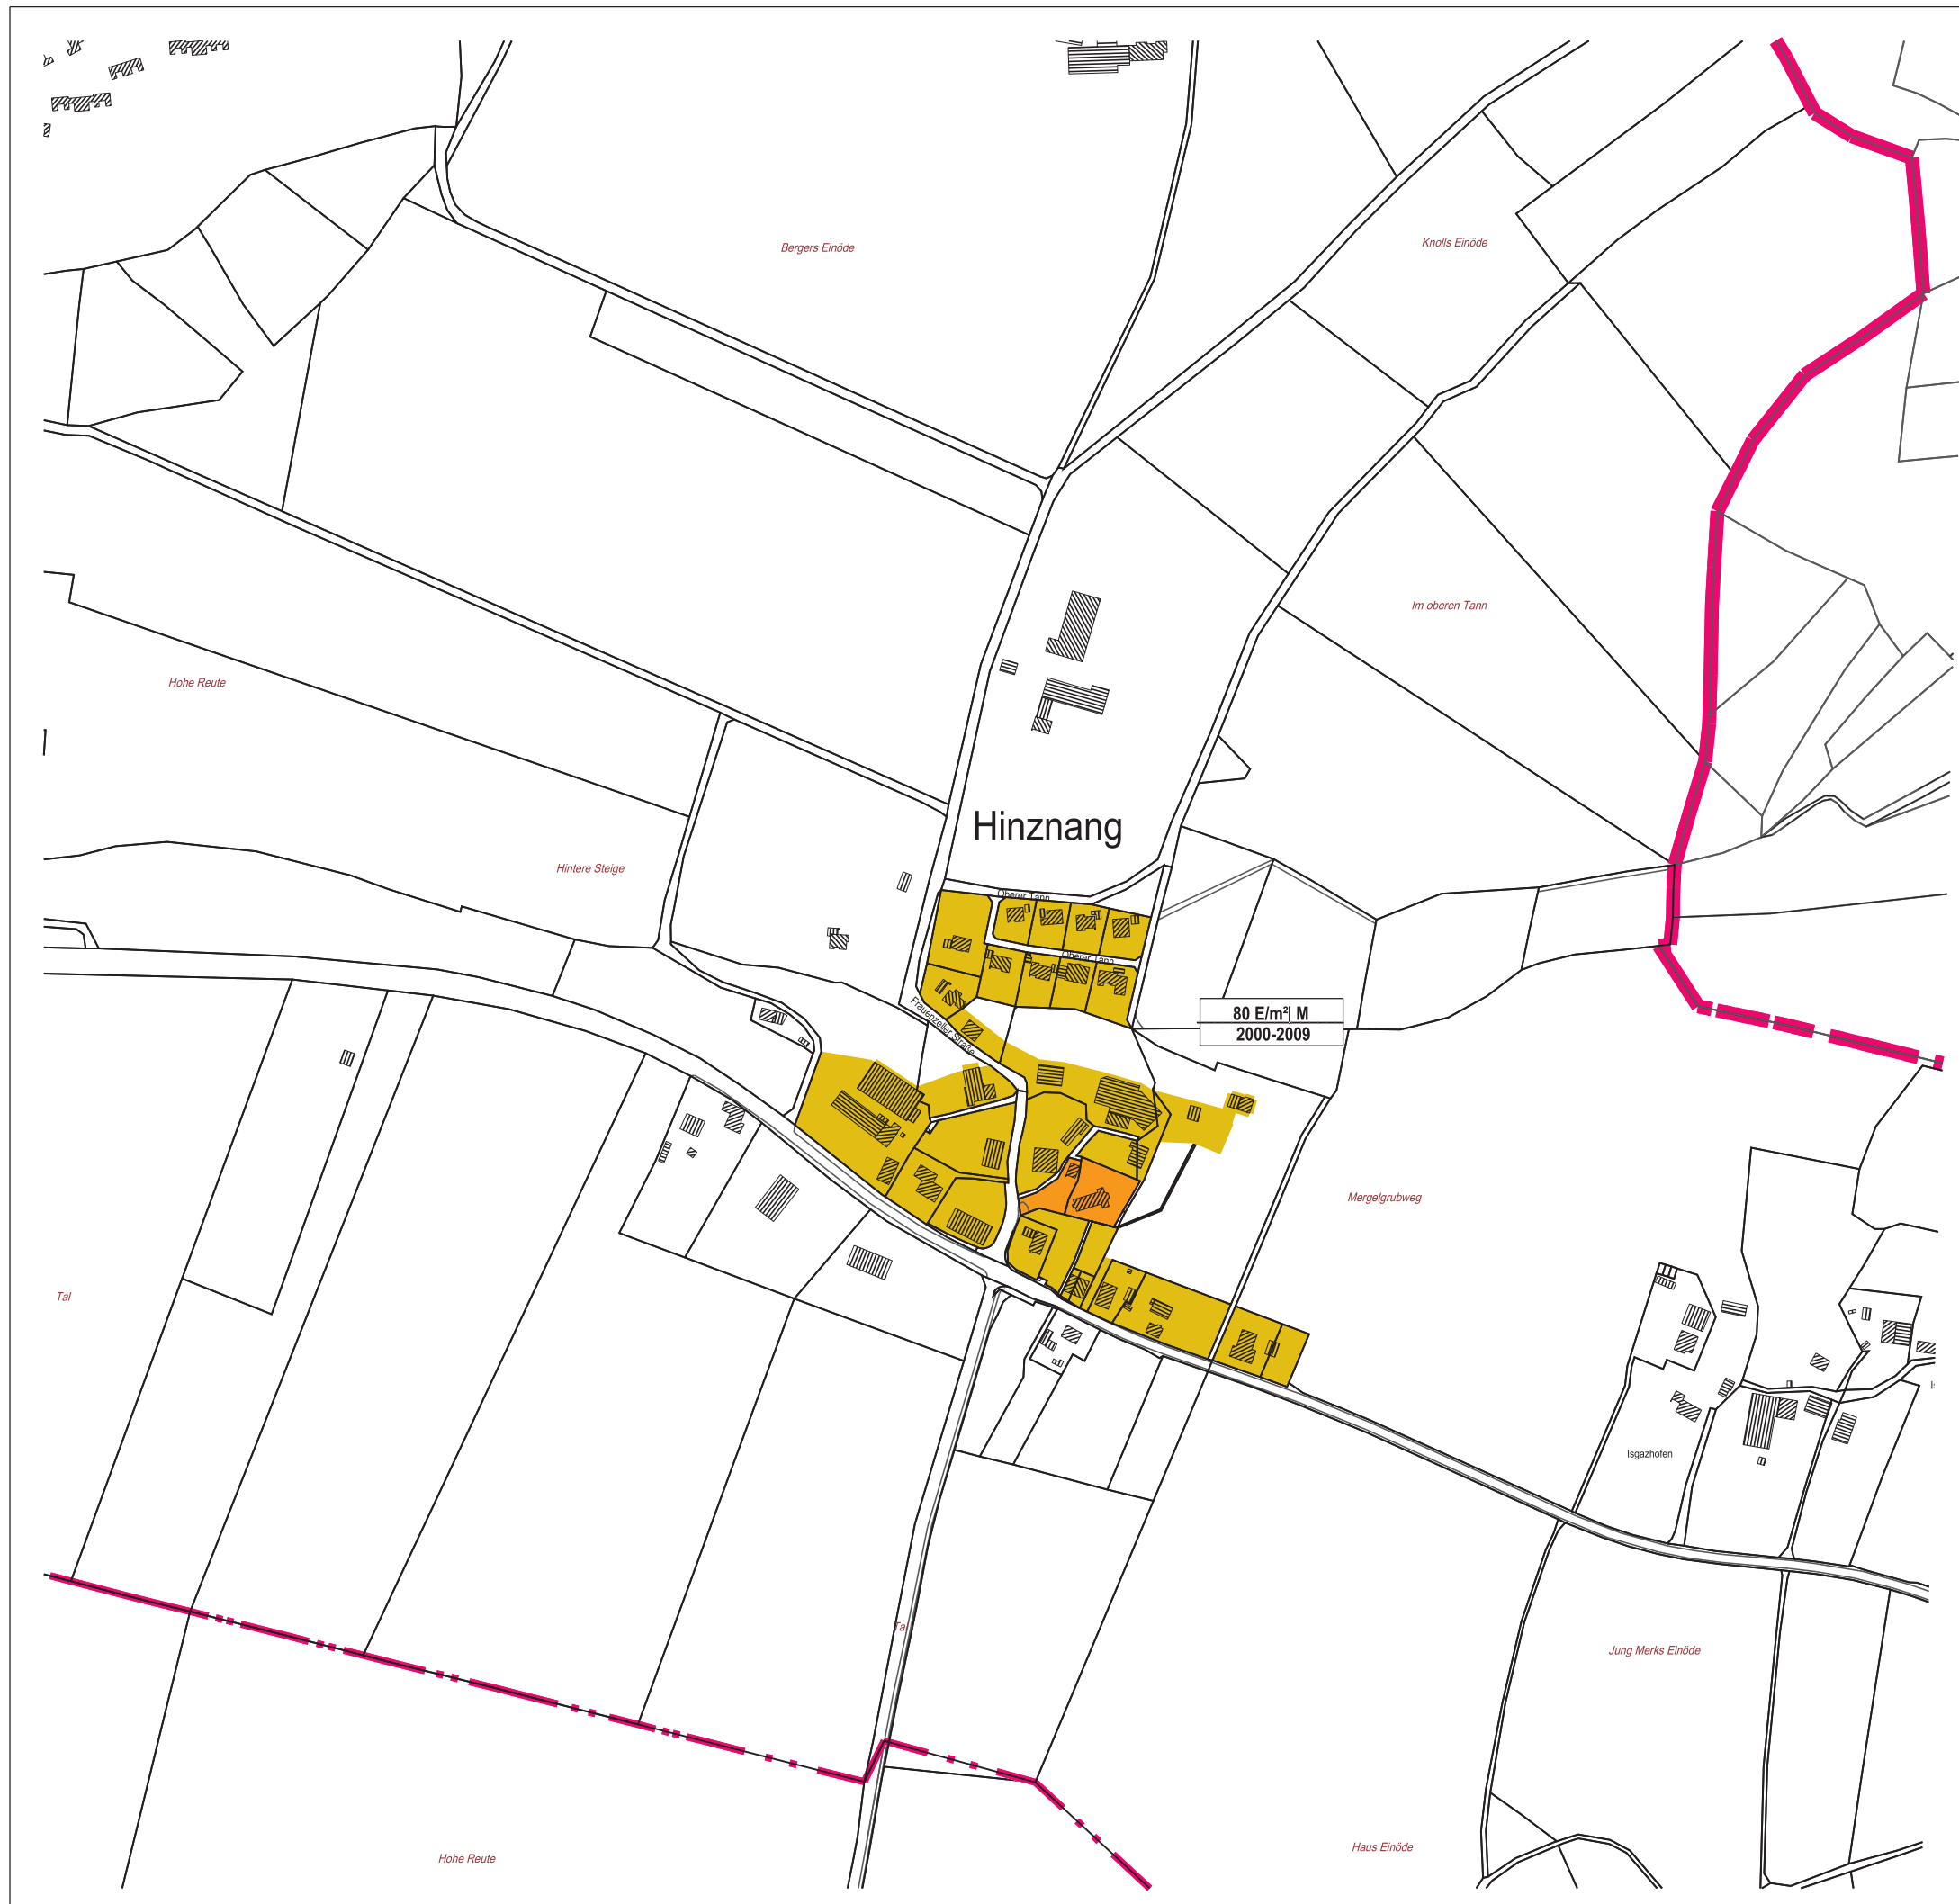 Bergers Einöde
Knolls Einöde
Im oberen Tann
Hohe Reute
Hinznang
Hintere Steige
Oberer Tann
Oberer Tann
Frauenzeller Straße
80 E/m²| M
2000-2009
Mergelgrubweg
Tal
Isgazhofen
Tal
Jung Merks Einöde
Haus Einöde
Hohe Reute